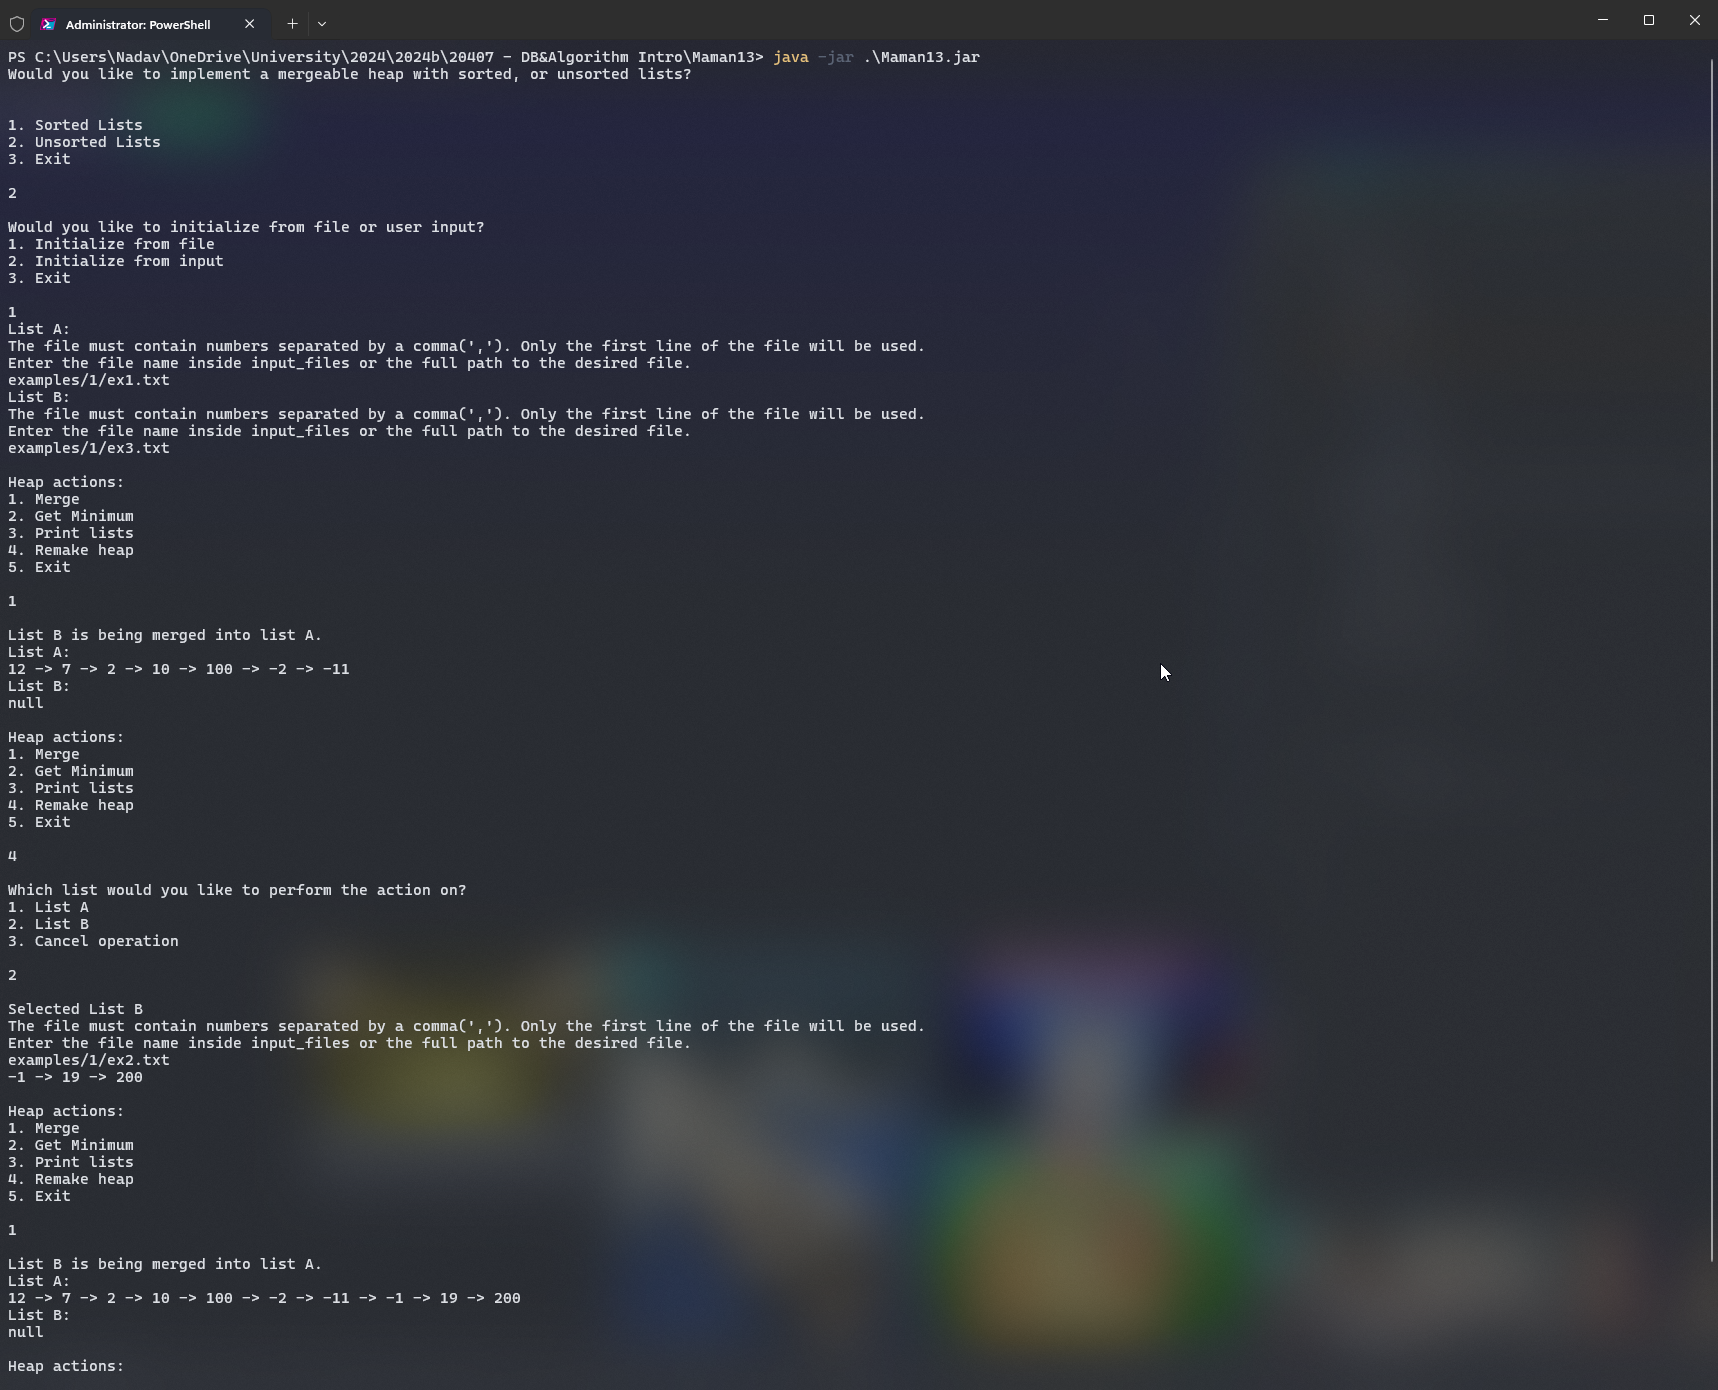 Administrator: PowerShell
PS C:\Users\Nadav\OneDrive\University\2024\2024b\20407 - DB&Algorithm Intro\Maman13> java -jar .\Maman13.jar
Would you like to implement a mergeable heap with sorted, or unsorted lists?
1. Sorted Lists
2. Unsorted Lists
3. Exit
2
Would you like to initialize from file or user input?
1. Initialize from file
2. Initialize from input
3. Exit
1
List A:
The file must contain numbers separated by a comma(','). Only the first line of the file will be used.
Enter the file name inside input_files or the full path to the desired file.
examples/1/ex1.txt
List B:
The file must contain numbers separated by a comma(','). Only the first line of the file will be used.
Enter the file name inside input_files or the full path to the desired file.
examples/1/ex3.txt
Heap actions:
1. Merge
2. Get Minimum
3. Print lists
4. Remake heap
5. Exit
1
List B is being merged into list A.
List A:
12 -> 7 -> 2 -> 10 -> 100 -> -2 -> -11
List B:
null
Heap actions:
1. Merge
2. Get Minimum
3. Print lists
4. Remake heap
5. Exit
4
Which list would you like to perform the action on?
1. List A
2. List B
3. Cancel operation
2
Selected List B
The file must contain numbers separated by a comma(','). Only the first line of the file will be used.
Enter the file name inside input_files or the full path to the desired file.
examples/1/ex2.txt
-1 -> 19 -> 200
Heap actions:
1. Merge
2. Get Minimum
3. Print lists
4. Remake heap
5. Exit
1
List B is being merged into list A.
List A:
12 -> 7 -> 2 -> 10 -> 100 -> -2 -> -11 -> -1 -> 19 -> 200
List B:
null
Heap actions: